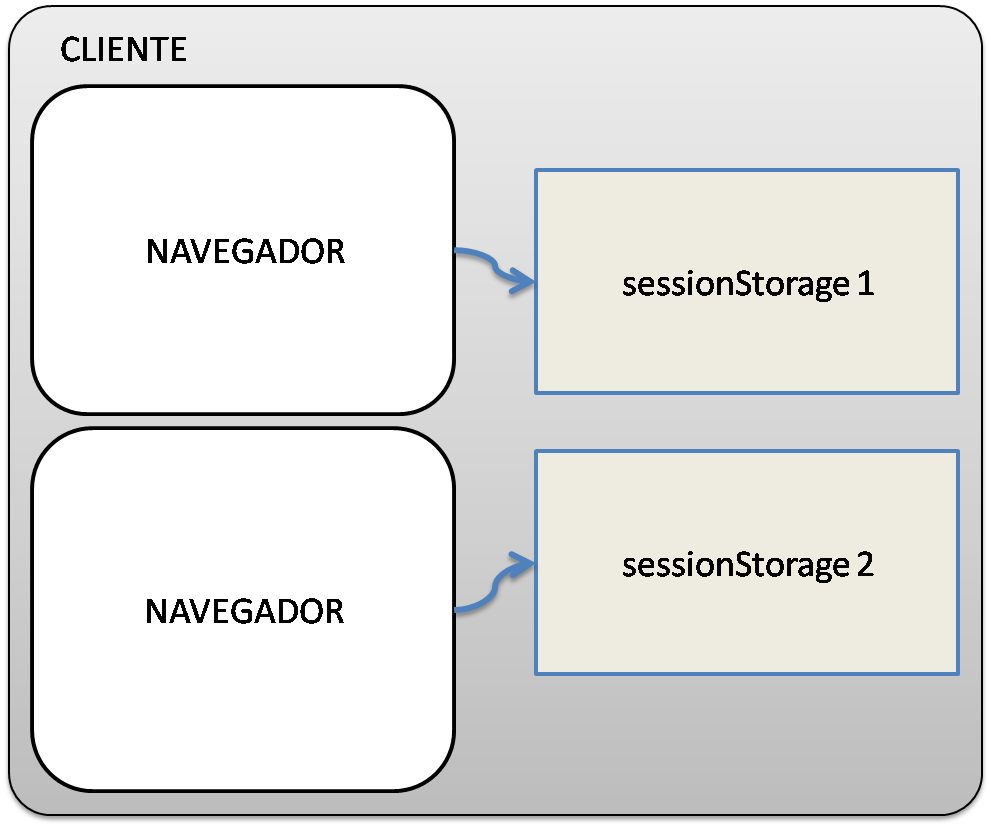 CLIENTE
NAVEGADOR
sessionStorage 1
NAVEGADOR
sessionStorage 2